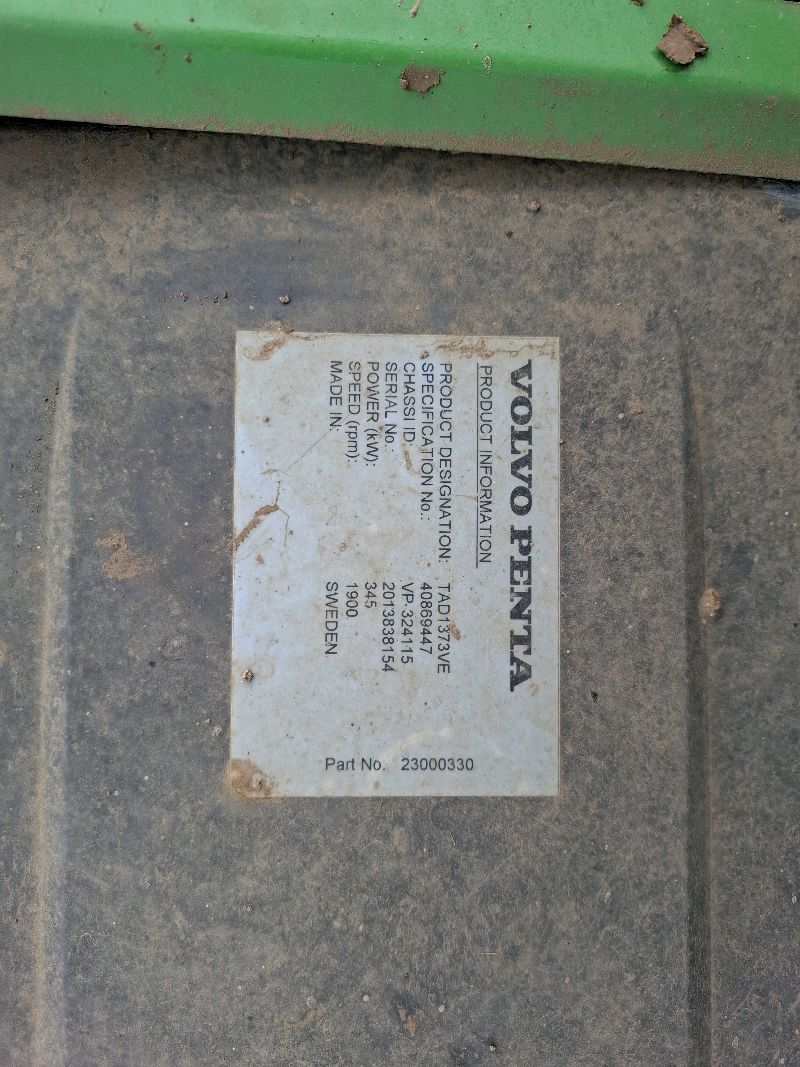 VOLVO PENTA
PRODUCT INFORMATION
PRODUCT DESIGNATION: TAD1373VE
SPECIFICATION No.: 40869447
CHASSI ID: VP-324115
SERIAL No.: 2013838154
POWER (kW): 345
SPEED (rpm): 1900
MADE IN: SWEDEN
Part No. 23000330